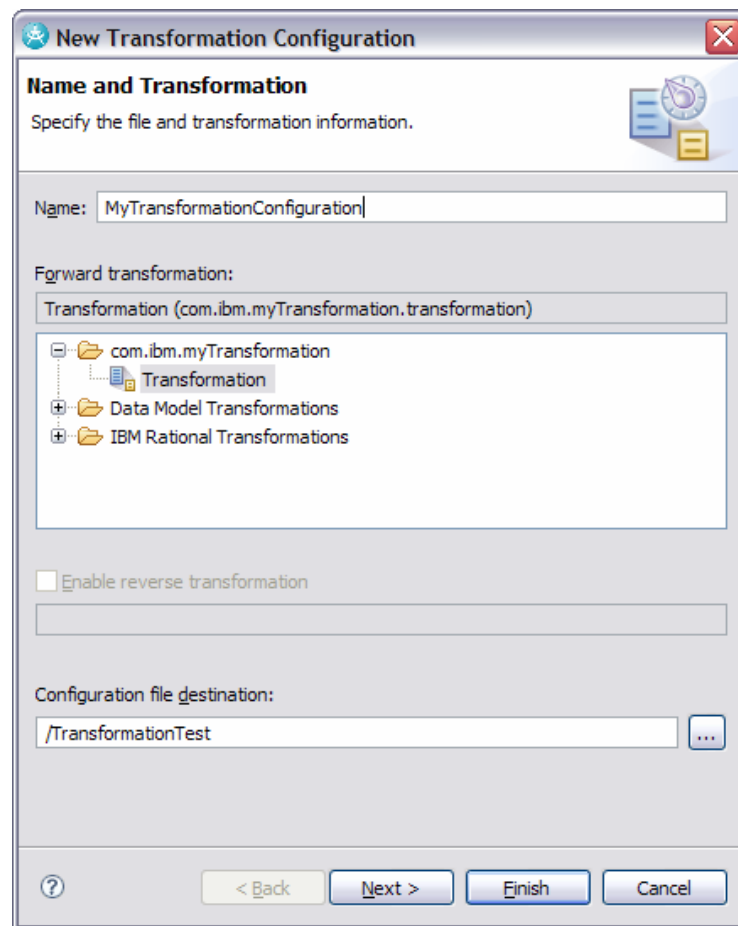 New Transformation Configuration
Name and Transformation
Specify the file and transformation information.
Name: MyTransformationConfiguration
Forward transformation:
Transformation (com.ibm.myTransformation.transformation)
com.ibm.myTransformation
Transformation
Data Model Transformations
IBM Rational Transformations
Enable reverse transformation
Configuration file destination:
/TransformationTest ...
? < Back Next > Finish Cancel